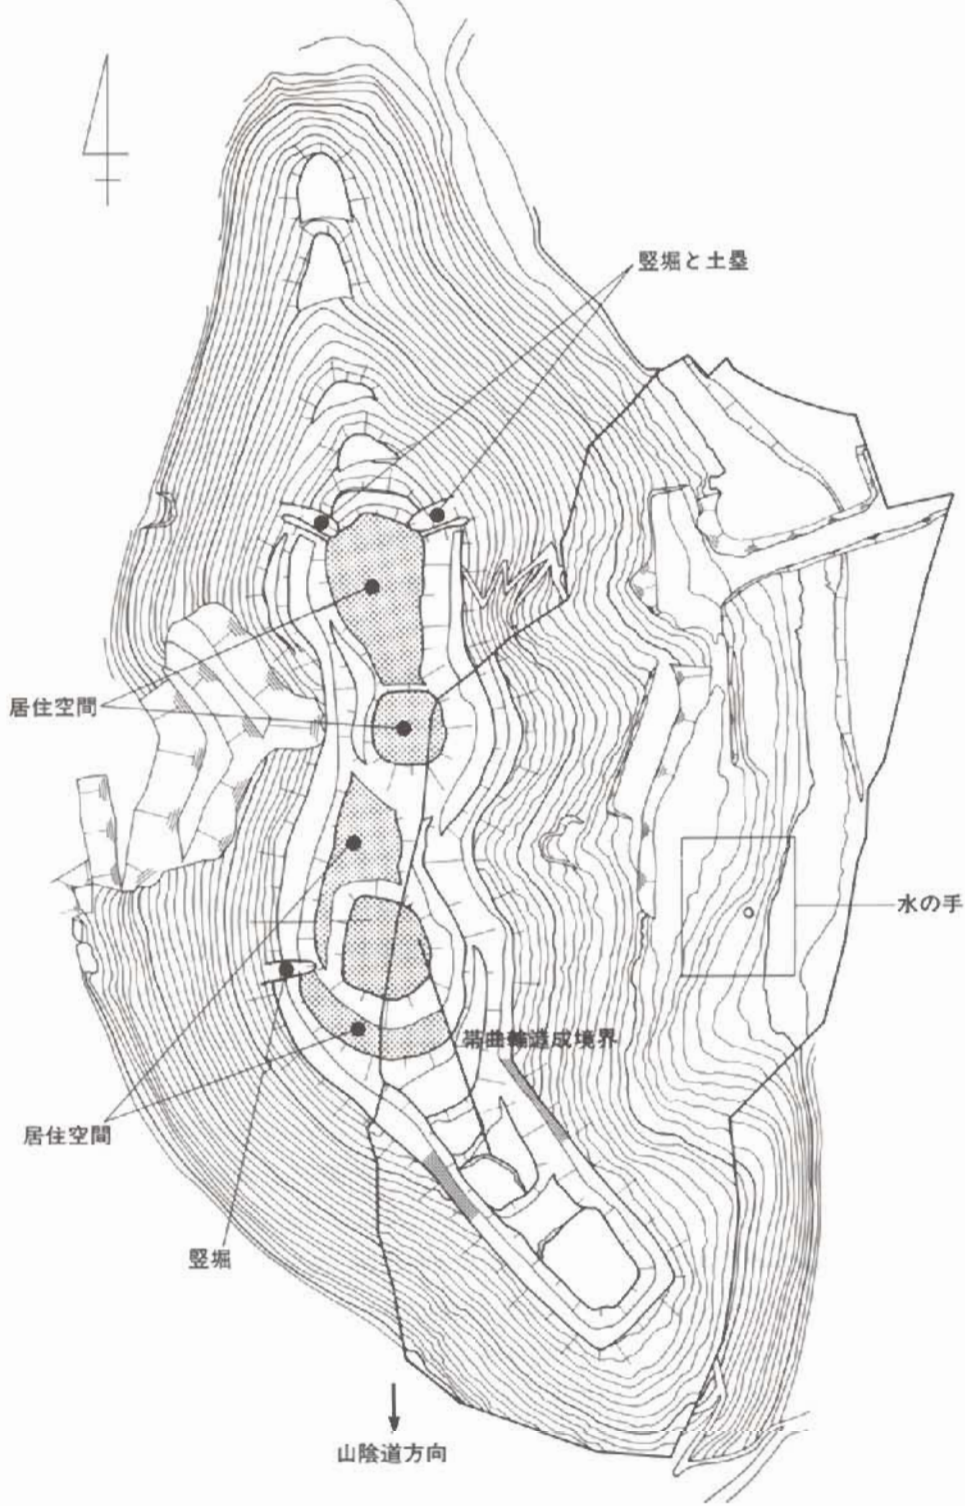 竪堀と土塁
居住空間
水の手
帯曲輪造成境界
居住空間
竪堀
山陰道方向